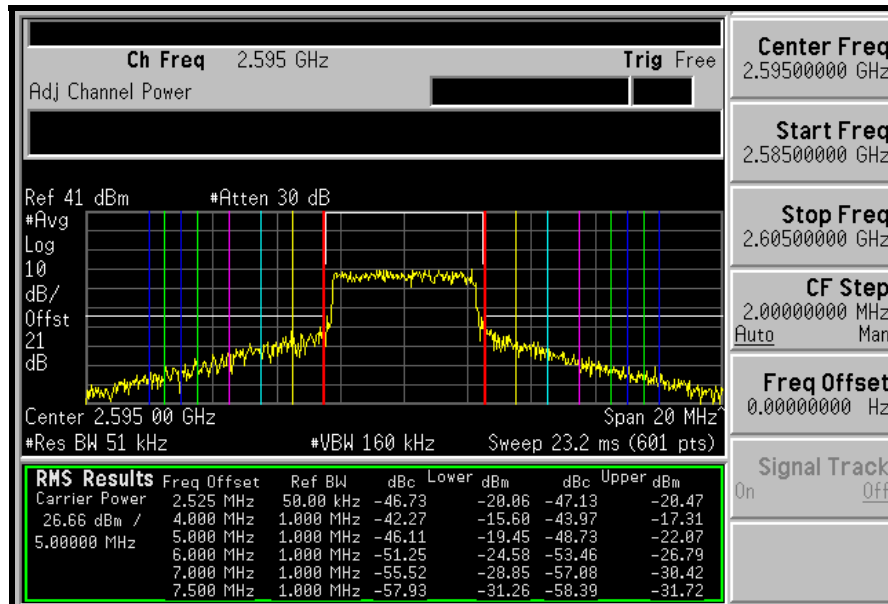 Ch Freq 2.595 GHz Trig Free
Adj Channel Power
Ref 41 dBm #Atten 30 dB
#Avg
Log
10
dB/
Offst
21
dB
Center 2.595 00 GHz Span 20 MHz^
#Res BW 51 kHz #VBW 160 kHz Sweep 23.2 ms (601 pts)
RMS Results Freq Offset Ref BW dBc Lower dBm dBc Upper dBm
Carrier Power 2.525 MHz 50.00 kHz -46.73 -20.06 -47.13 -20.47
26.66 dBm / 4.000 MHz 1.000 MHz -42.27 -15.60 -43.97 -17.31
5.00000 MHz 5.000 MHz 1.000 MHz -46.11 -19.45 -48.73 -22.07
6.000 MHz 1.000 MHz -51.25 -24.58 -53.46 -26.79
7.000 MHz 1.000 MHz -55.52 -28.85 -57.08 -30.42
7.500 MHz 1.000 MHz -57.93 -31.26 -58.39 -31.72
Center Freq
2.59500000 GHz
Start Freq
2.58500000 GHz
Stop Freq
2.60500000 GHz
CF Step
2.00000000 MHz
Auto Man
Freq Offset
0.00000000 Hz
Signal Track
On Off